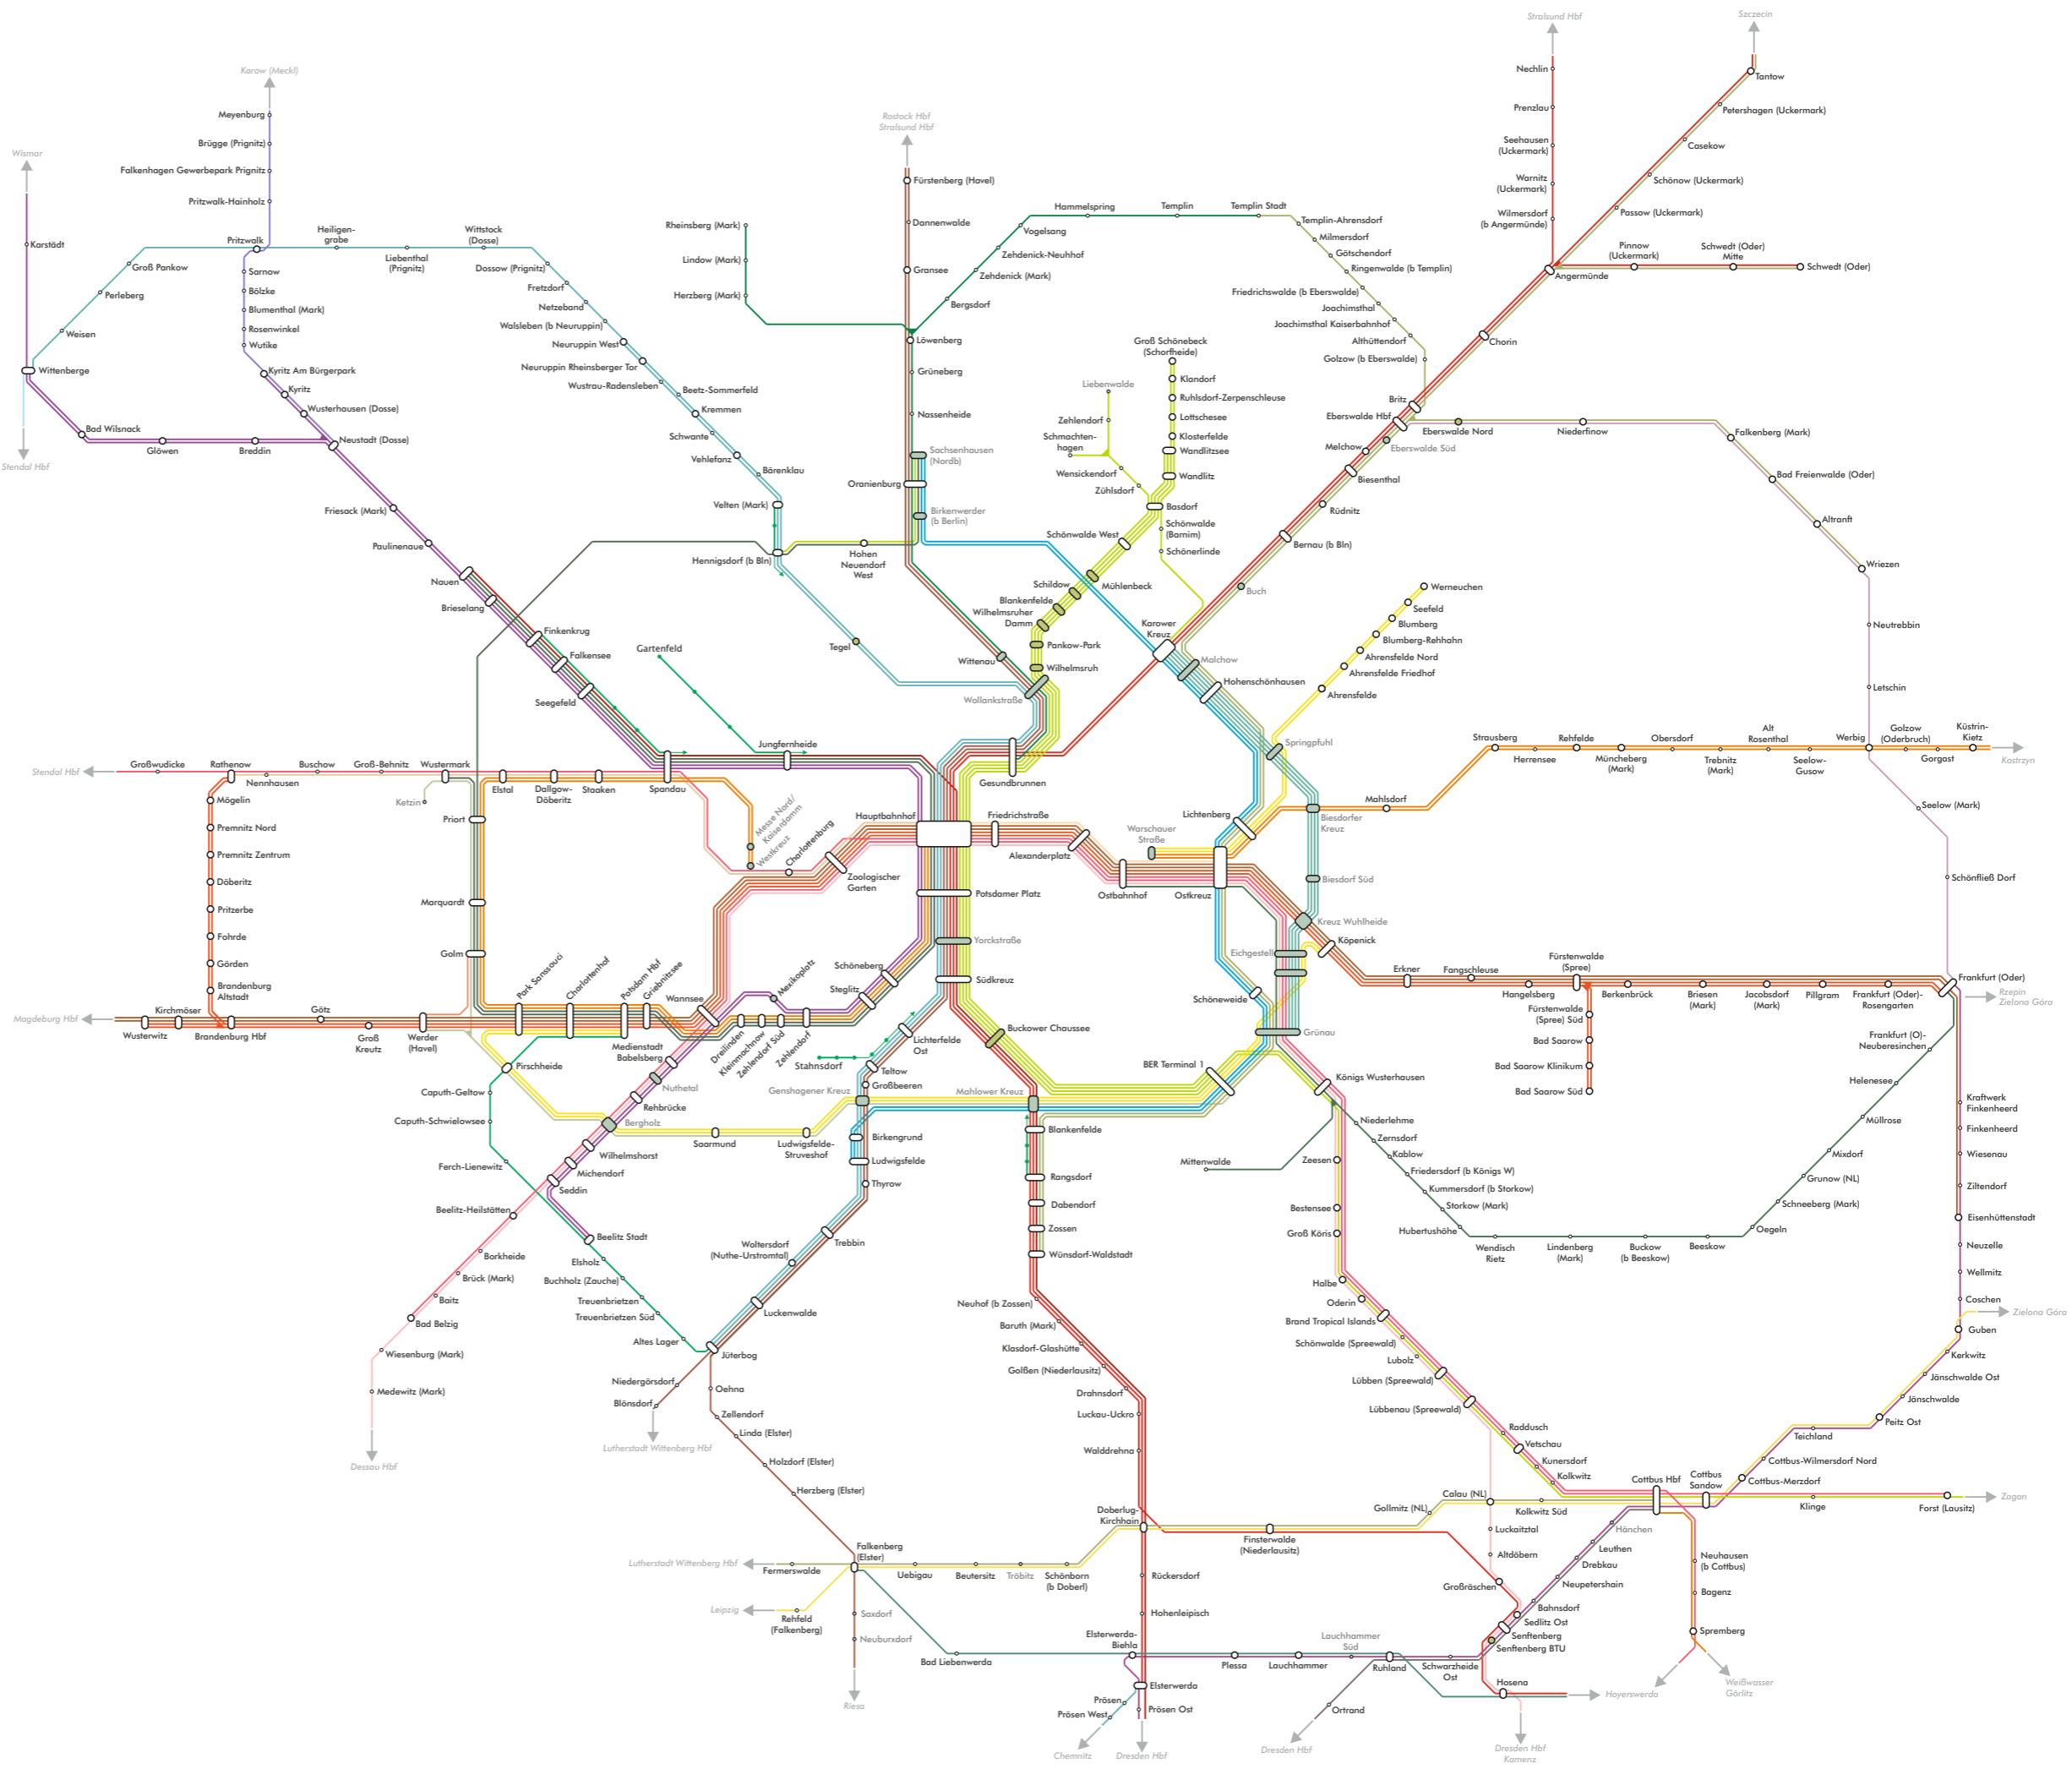 Stralsund Hbf
Szczecin
Nechlin
Tantow
Karow (Meckl)
Prenzlau
Petershagen (Uckermark)
Meyenburg
Rostock Hbf
Stralsund Hbf
Brügge (Prignitz)
Seehausen
(Uckermark)
Casekow
Wismar
Falkenhagen Gewerbepark Prignitz
Fürstenberg (Havel)
Warnitz
(Uckermark)
Schönow (Uckermark)
Pritzwalk-Hainholz
Hammelspring
Templin
Templin Stadt
Passow (Uckermark)
Rheinsberg (Mark)
Dannenwalde
Vogelsang
Templin-Ahrensdorf
Wilmersdorf
(b Angermünde)
Karstädt
Pritzwalk
Heiligen-
grabe
Wittstock
(Dosse)
Milmersdorf
Liebenthal
(Prignitz)
Zehdenick-Neuhhof
Götschendorf
Pinnow
(Uckermark)
Schwedt (Oder)
Mitte
Groß Pankow
Sarnow
Dossow (Prignitz)
Lindow (Mark)
Gransee
Zehdenick (Mark)
Ringenwalde (b Templin)
Angermünde
Schwedt (Oder)
Perleberg
Bölzke
Fretzdorf
Herzberg (Mark)
Bergsdorf
Friedrichswalde (b Eberswalde)
Blumenthal (Mark)
Netzeband
Joachimsthal
Weisen
Rosenwinkel
Walsleben (b Neuruppin)
Joachimsthal Kaiserbahnhof
Wutike
Neuruppin West
Löwenberg
Groß Schönebeck
(Schorfheide)
Althüttendorf
Chorin
Wittenberge
Kyritz Am Bürgerpark
Neuruppin Rheinsberger Tor
Grüneberg
Golzow (b Eberswalde)
Kyritz
Wustrau-Radensleben
Beetz-Sommerfeld
Liebenwalde
Klandorf
Ruhlsdorf-Zerpenschleuse
Britz
Wusterhausen (Dosse)
Kremmen
Nassenheide
Zehlendorf
Lottschesee
Eberswalde Hbf
Bad Wilsnack
Glöwen
Breddin
Neustadt (Dosse)
Schwante
Schmachten-
hagen
Klosterfelde
Eberswalde Nord
Niederfinow
Falkenberg (Mark)
Stendal Hbf
Vehlefanz
Sachsenhausen
(Nordb)
Wandlitzsee
Melchow
Eberswalde Süd
Bärenklau
Wensickendorf
Wandlitz
Biesenthal
Bad Freienwalde (Oder)
Oranienburg
Zühlsdorf
Friesack (Mark)
Velten (Mark)
Birkenwerder
(b Berlin)
Basdorf
Rüdnitz
Altranft
Paulinenaue
Schönwalde West
Schönwalde
(Barnim)
Bernau (b Bln)
Hennigsdorf (b Bln)
Hohen
Neuendorf
West
Schönerlinde
Wriezen
Nauen
Schildow
Mühlenbeck
Buch
Werneuchen
Brieselang
Blankenfelde
Seefeld
Wilhelmsruher
Damm
Blumberg
Neutrebbin
Finkenkrug
Karower
Kreuz
Blumberg-Rehhahn
Gartenfeld
Tegel
Wittenau
Pankow-Park
Ahrensfelde Nord
Falkensee
Wilhelmsruh
Malchow
Ahrensfelde Friedhof
Seegefeld
Wollankstraße
Hohenschönhausen
Ahrensfelde
Letschin
Jungfernheide
Springpfuhl
Strausberg
Rehfelde
Obersdorf
Alt
Rosenthal
Werbig
Golzow
(Oderbruch)
Küstrin-
Kietz
Stendal Hbf
Großwudicke
Rathenow
Nennhausen
Buschow
Groß-Behnitz
Wustermark
Herrensee
Müncheberg
(Mark)
Trebnitz
(Mark)
Seelow-
Gusow
Gorgast
Kostrzyn
Ketzin
Elstal
Dallgow-
Döberitz
Staaken
Spandau
Gesundbrunnen
Mögelin
Priort
Messe Nord/
Kaiserdamm
Westkreuz
Charlottenburg
Hauptbahnhof
Friedrichstraße
Lichtenberg
Mahlsdorf
Seelow (Mark)
Premnitz Nord
Biesdorfer
Kreuz
Premnitz Zentrum
Zoologischer
Garten
Alexanderplatz
Warschauer
Straße
Döberitz
Potsdamer Platz
Ostbahnhof
Ostkreuz
Biesdorf Süd
Schönfließ Dorf
Pritzerbe
Marquardt
Kreuz Wuhlheide
Fohrde
Yorckstraße
Köpenick
Görden
Golm
Eichgestell
Brandenburg
Altstadt
Park Sanssouci
Charlottenhof
Potsdam Hbf
Griebnitzsee
Wannsee
Mexikoplatz
Schöneberg
Steglitz
Südkreuz
Schöneweide
Erkner
Fangschleuse
Fürstenwalde
(Spree)
Frankfurt (Oder)
Hangelsberg
Berkenbrück
Briesen
(Mark)
Jacobsdorf
(Mark)
Pillgram
Frankfurt (Oder)-
Rosengarten
Rzepin
Zielona Góra
Magdeburg Hbf
Wusterwitz
Kirchmöser
Brandenburg Hbf
Götz
Groß
Kreutz
Werder
(Havel)
Medienstadt
Babelsberg
Dreilinden
Kleinmachnow
Zehlendorf Süd
Zehlendorf
Stahnsdorf
Lichterfelde
Ost
Buckower Chaussee
Grünau
Fürstenwalde
(Spree) Süd
Frankfurt (O)-
Neuberesinchen
Bad Saarow
Pirschheide
Teltow
BER Terminal 1
Bad Saarow Klinikum
Helenesee
Caputh-Geltow
Nuthetal
Großbeeren
Königs Wusterhausen
Bad Saarow Süd
Rehbrücke
Genshagener Kreuz
Mahlower Kreuz
Kraftwerk
Finkenheerd
Caputh-Schwielowsee
Bergholz
Saarmund
Ludwigsfelde-
Struveshof
Birkengrund
Blankenfelde
Niederlehme
Müllrose
Finkenheerd
Wilhelmshorst
Zernsdorf
Ferch-Lienewitz
Michendorf
Ludwigsfelde
Mittenwalde
Zeesen
Kablow
Mixdorf
Wiesenau
Seddin
Thyrow
Rangsdorf
Friedersdorf (b Königs W)
Grunow (NL)
Ziltendorf
Kummersdorf (b Storkow)
Beelitz-Heilstätten
Dabendorf
Bestensee
Storkow (Mark)
Schneeberg (Mark)
Eisenhüttenstadt
Beelitz Stadt
Trebbin
Zossen
Groß Köris
Hubertushöhe
Oegeln
Borkheide
Elsholz
Woltersdorf
(Nuthe-Urstromtal)
Wünsdorf-Waldstadt
Wendisch
Rietz
Lindenberg
(Mark)
Buckow
(b Beeskow)
Beeskow
Neuzelle
Brück (Mark)
Buchholz (Zauche)
Halbe
Wellmitz
Baitz
Treuenbrietzen
Neuhof (b Zossen)
Oderin
Coschen
Bad Belzig
Treuenbrietzen Süd
Luckenwalde
Baruth (Mark)
Brand Tropical Islands
Zielona Góra
Guben
Wiesenburg (Mark)
Altes Lager
Jüterbog
Klasdorf-Glashütte
Schönwalde (Spreewald)
Kerkwitz
Golßen (Niederlausitz)
Lubolz
Medewitz (Mark)
Niedergörsdorf
Oehna
Drahnsdorf
Lübben (Spreewald)
Jänschwalde Ost
Blönsdorf
Zellendorf
Luckau-Uckro
Lübbenau (Spreewald)
Jänschwalde
Linda (Elster)
Raddusch
Peitz Ost
Dessau Hbf
Lutherstadt Wittenberg Hbf
Holzdorf (Elster)
Walddrehna
Vetschau
Teichland
Kunersdorf
Cottbus-Wilmersdorf Nord
Herzberg (Elster)
Kolkwitz
Cottbus Hbf
Cottbus
Sandow
Cottbus-Merzdorf
Doberlug-
Kirchhain
Gollmitz (NL)
Calau (NL)
Kolkwitz Süd
Klinge
Forst (Lausitz)
Zagan
Falkenberg
(Elster)
Finsterwalde
(Niederlausitz)
Luckaitztal
Hänchen
Leuthen
Lutherstadt Wittenberg Hbf
Fermerswalde
Uebigau
Beutersitz
Tröbitz
Schönborn
(b Doberl)
Rückersdorf
Altdöbern
Drebkau
Neuhausen
(b Cottbus)
Neupetershain
Großräschen
Bagenz
Leipzig
Rehfeld
(Falkenberg)
Saxdorf
Hohenleipisch
Bahnsdorf
Sedlitz Ost
Neuburxdorf
Elsterwerda-
Biehla
Lauchhammer
Süd
Senftenberg
Senftenberg BTU
Spremberg
Bad Liebenwerda
Plessa
Lauchhammer
Ruhland
Schwarzheide
Ost
Riesa
Elsterwerda
Hosena
Hoyerswerda
Weißwasser
Görlitz
Prösen
Prösen West
Prösen Ost
Ortrand
Chemnitz
Dresden Hbf
Dresden Hbf
Dresden Hbf
Kamenz